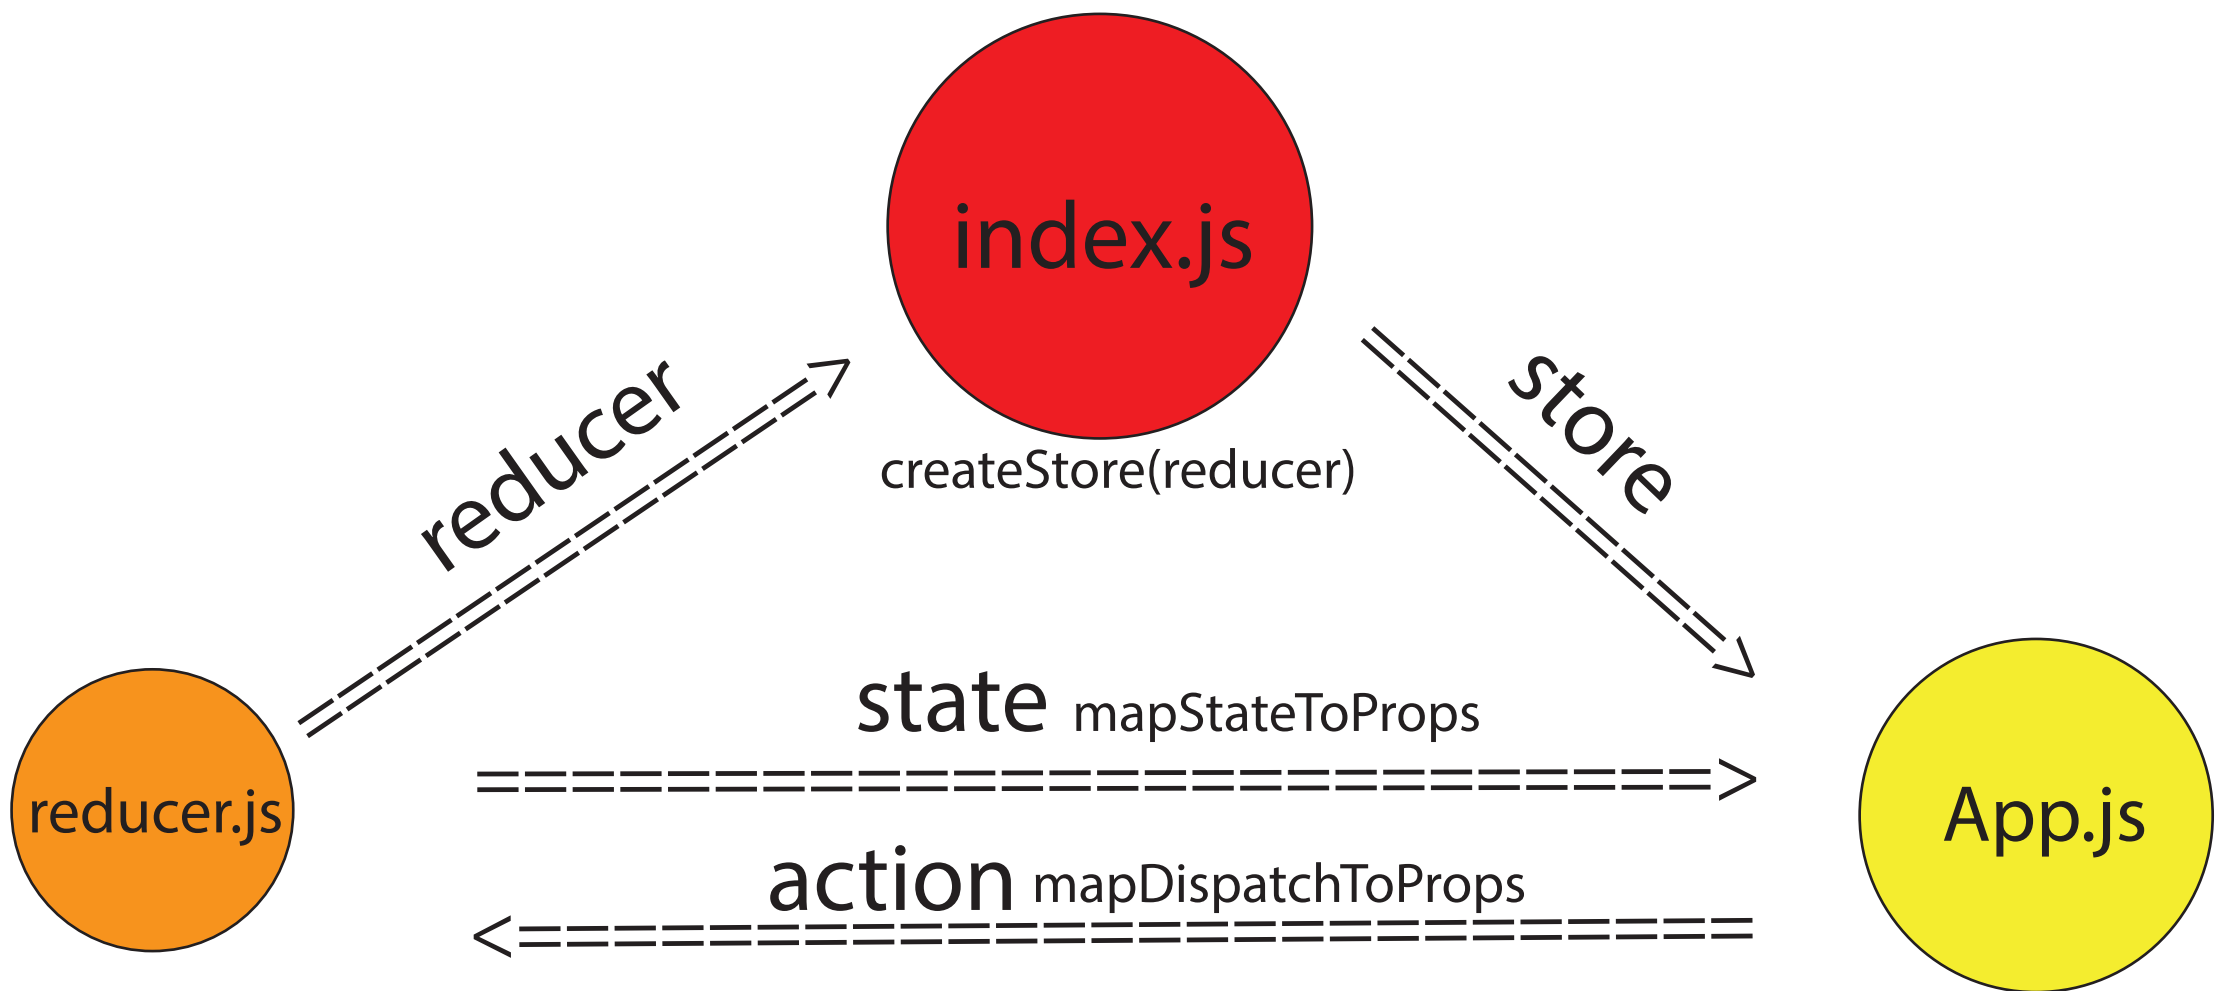 index.js
createStore(reducer)
reducer
store
state mapStateToProps
reducer.js
App.js
action mapDispatchToProps